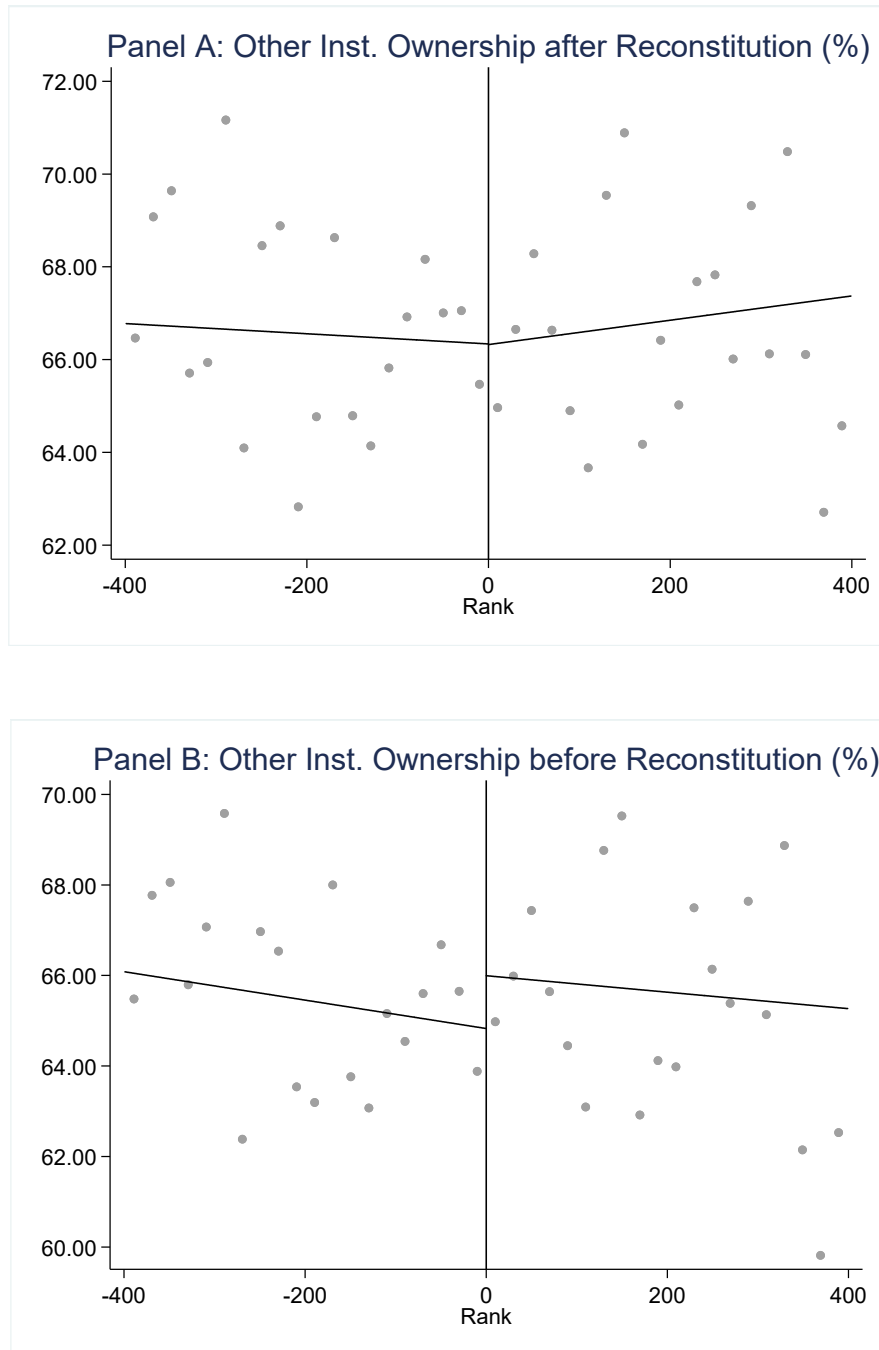 Panel A: Other Inst. Ownership after Reconstitution (%)
72.00
70.00
68.00
66.00
64.00
62.00
-400 -200 0 200 400
Rank
Panel B: Other Inst. Ownership before Reconstitution (%)
70.00
68.00
66.00
64.00
62.00
60.00
-400 -200 0 200 400
Rank